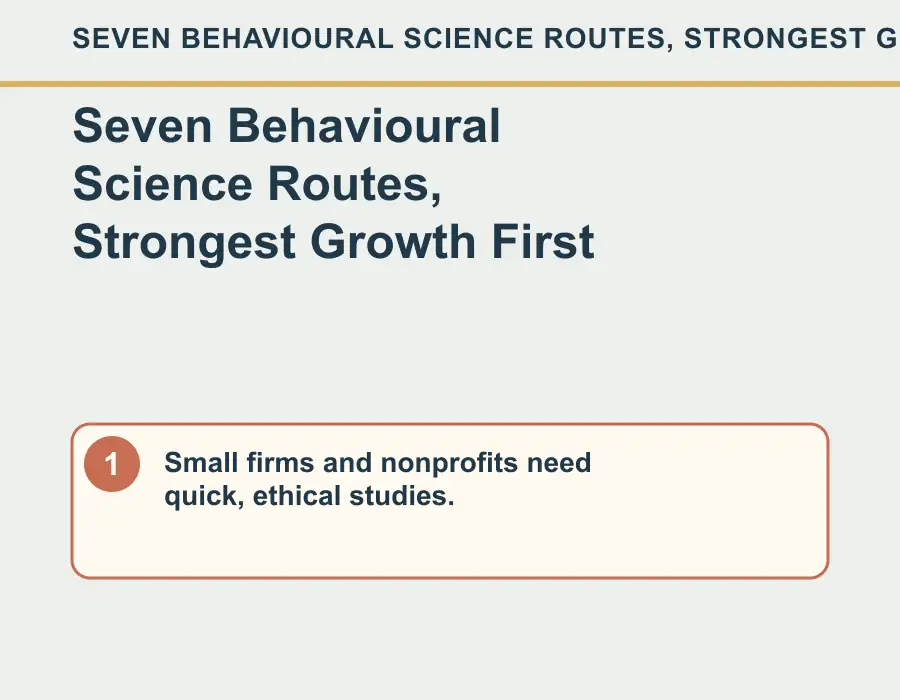 SEVEN BEHAVIOURAL SCIENCE ROUTES, STRONGEST G
Seven Behavioural
Science Routes,
Strongest Growth First
1
Small firms and nonprofits need
quick, ethical studies.